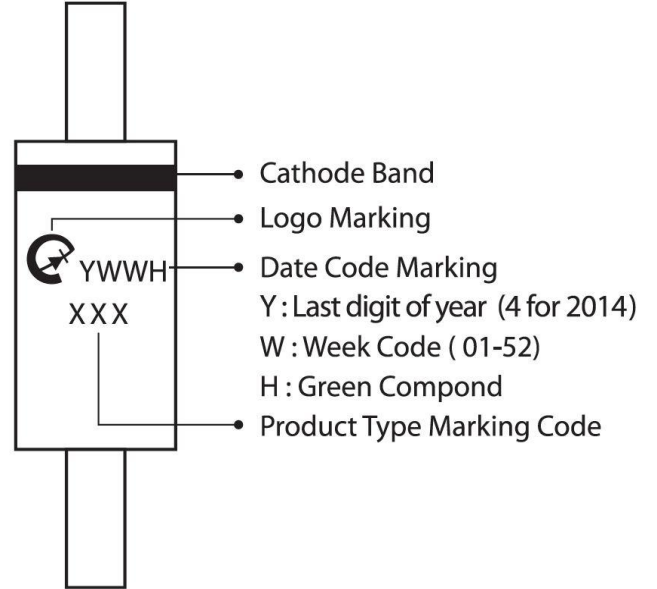 Cathode Band
Logo Marking
YWWH
Date Code Marking
XXX
Y : Last digit of year (4 for 2014)
W : Week Code ( 01-52)
H : Green Compond
Product Type Marking Code